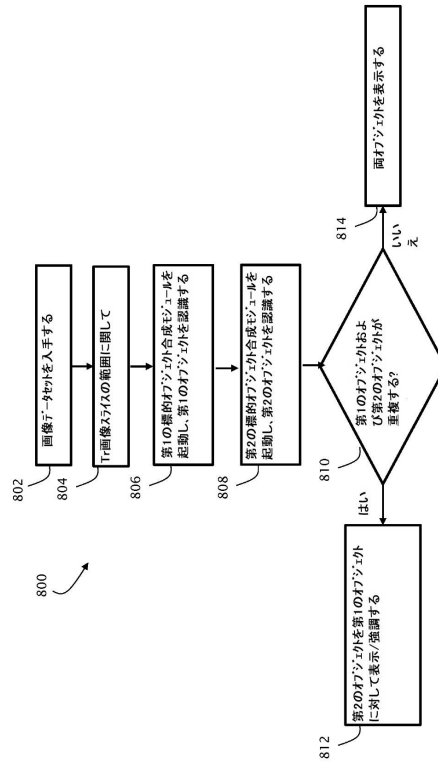 800
802
画像データセットを入手する
804
Tr画像スライスの範囲に関して
806
第1の標的オブジェクト合成モジュールを
起動し、第1のオブジェクトを認識する
808
第2の標的オブジェクト合成モジュールを
起動し、第2のオブジェクトを認識する
810
第1のオブジェクトおよ
び第2のオブジェクトが
重複する?
はい
いい
え
812
第2のオブジェクトを第1のオブジェクト
に対して表示/強調する
814
両オブジェクトを表示する